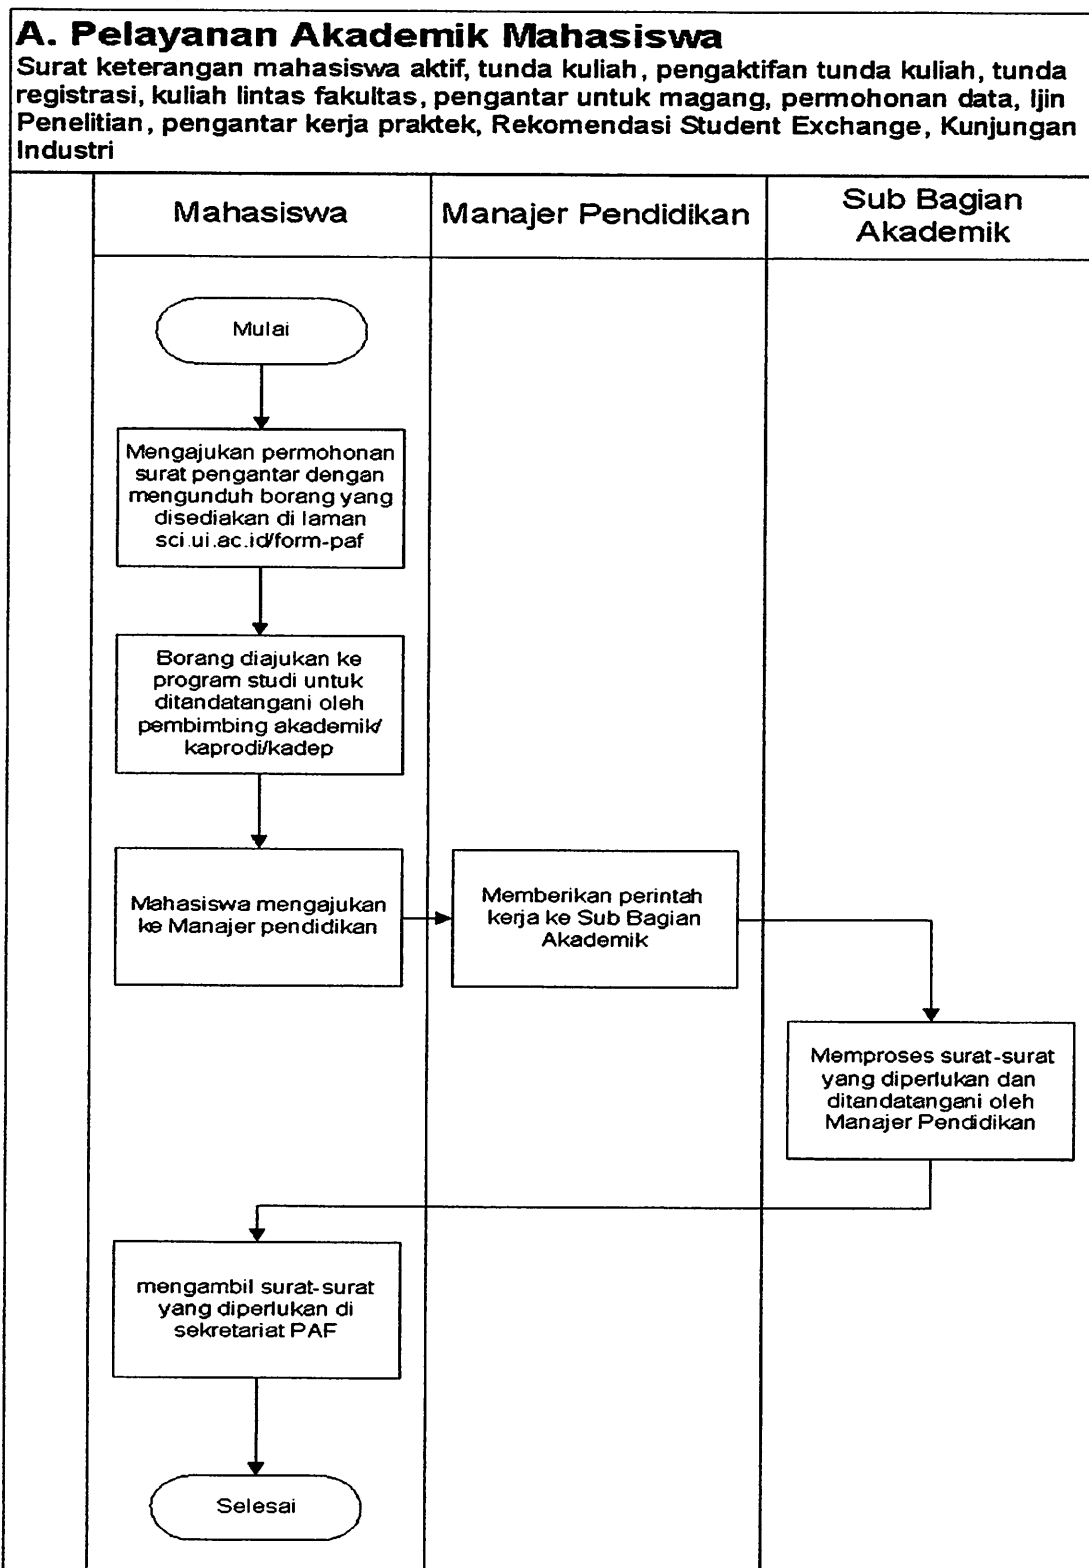 A. Pelayanan Akademik Mahasiswa
Surat keterangan mahasiswa aktif, tunda kuliah, pengaktifan tunda kuliah, tunda
registrasi, kuliah lintas fakultas, pengantar untuk magang, permohonan data, Ijin
Penelitian, pengantar kerja praktek, Rekomendasi Student Exchange, Kunjungan
Industri
Mahasiswa
Manajer Pendidikan
Sub Bagian
Akademik
Mulai
Mengajukan permohonan
surat pengantar dengan
mengunduh borang yang
disediakan di laman
sci.ui.ac.id/form-paf
Borang diajukan ke
program studi untuk
ditandatangani oleh
pembimbing akademik/
kaprodi/kadep
Mahasiswa mengajukan
ke Manajer pendidikan
Memberikan perintah
kerja ke Sub Bagian
Akademik
Memproses surat-surat
yang diperlukan dan
ditandatangani oleh
Manajer Pendidikan
mengambil surat-surat
yang diperlukan di
sekretariat PAF
Selesai